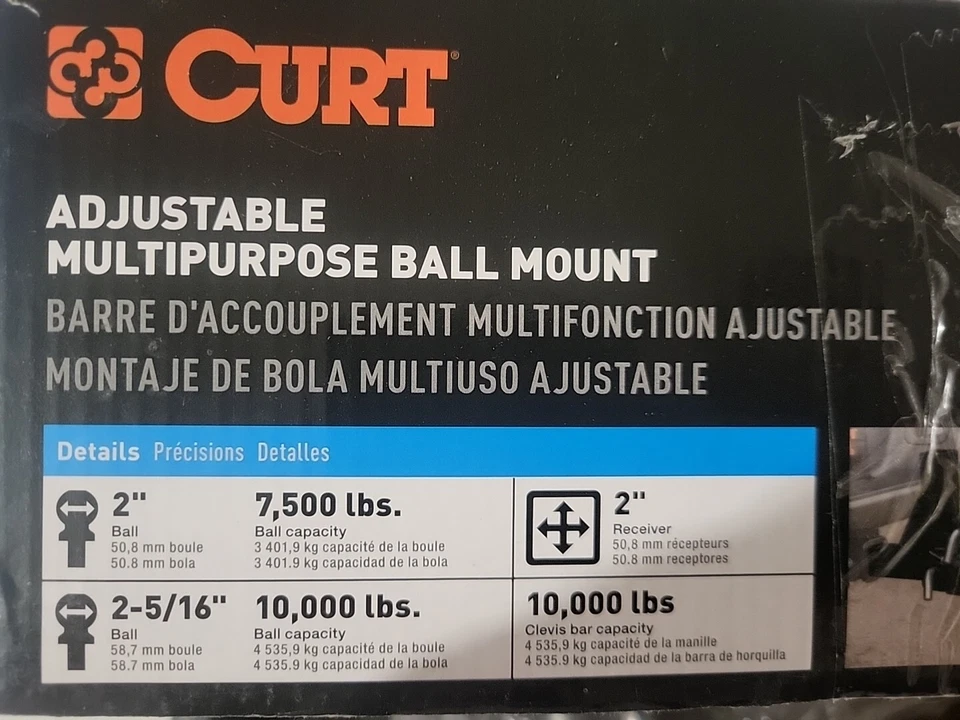 CURT®
ADJUSTABLE
MULTIPURPOSE BALL MOUNT
BARRE D'ACCOUPLEMENT MULTIFONCTION AJUSTABLE
MONTAJE DE BOLA MULTIUSO AJUSTABLE
Details Précisions Detalles
2" 7,500 lbs.
Ball Ball capacity
50,8 mm boule 3 401,9 kg capacité de la boule
50.8 mm bola 3 401.9 kg capacidad de la bola
2"
Receiver
50,8 mm récepteurs
50.8 mm receptores
2-5/16" 10,000 lbs.
Ball Ball capacity
58,7 mm boule 4 535,9 kg capacité de la boule
58.7 mm bola 4 535.9 kg capacidad de la bola
10,000 lbs
Clevis bar capacity
4 535,9 kg capacité de la manille
4 535.9 kg capacidad de la barra de horquilla